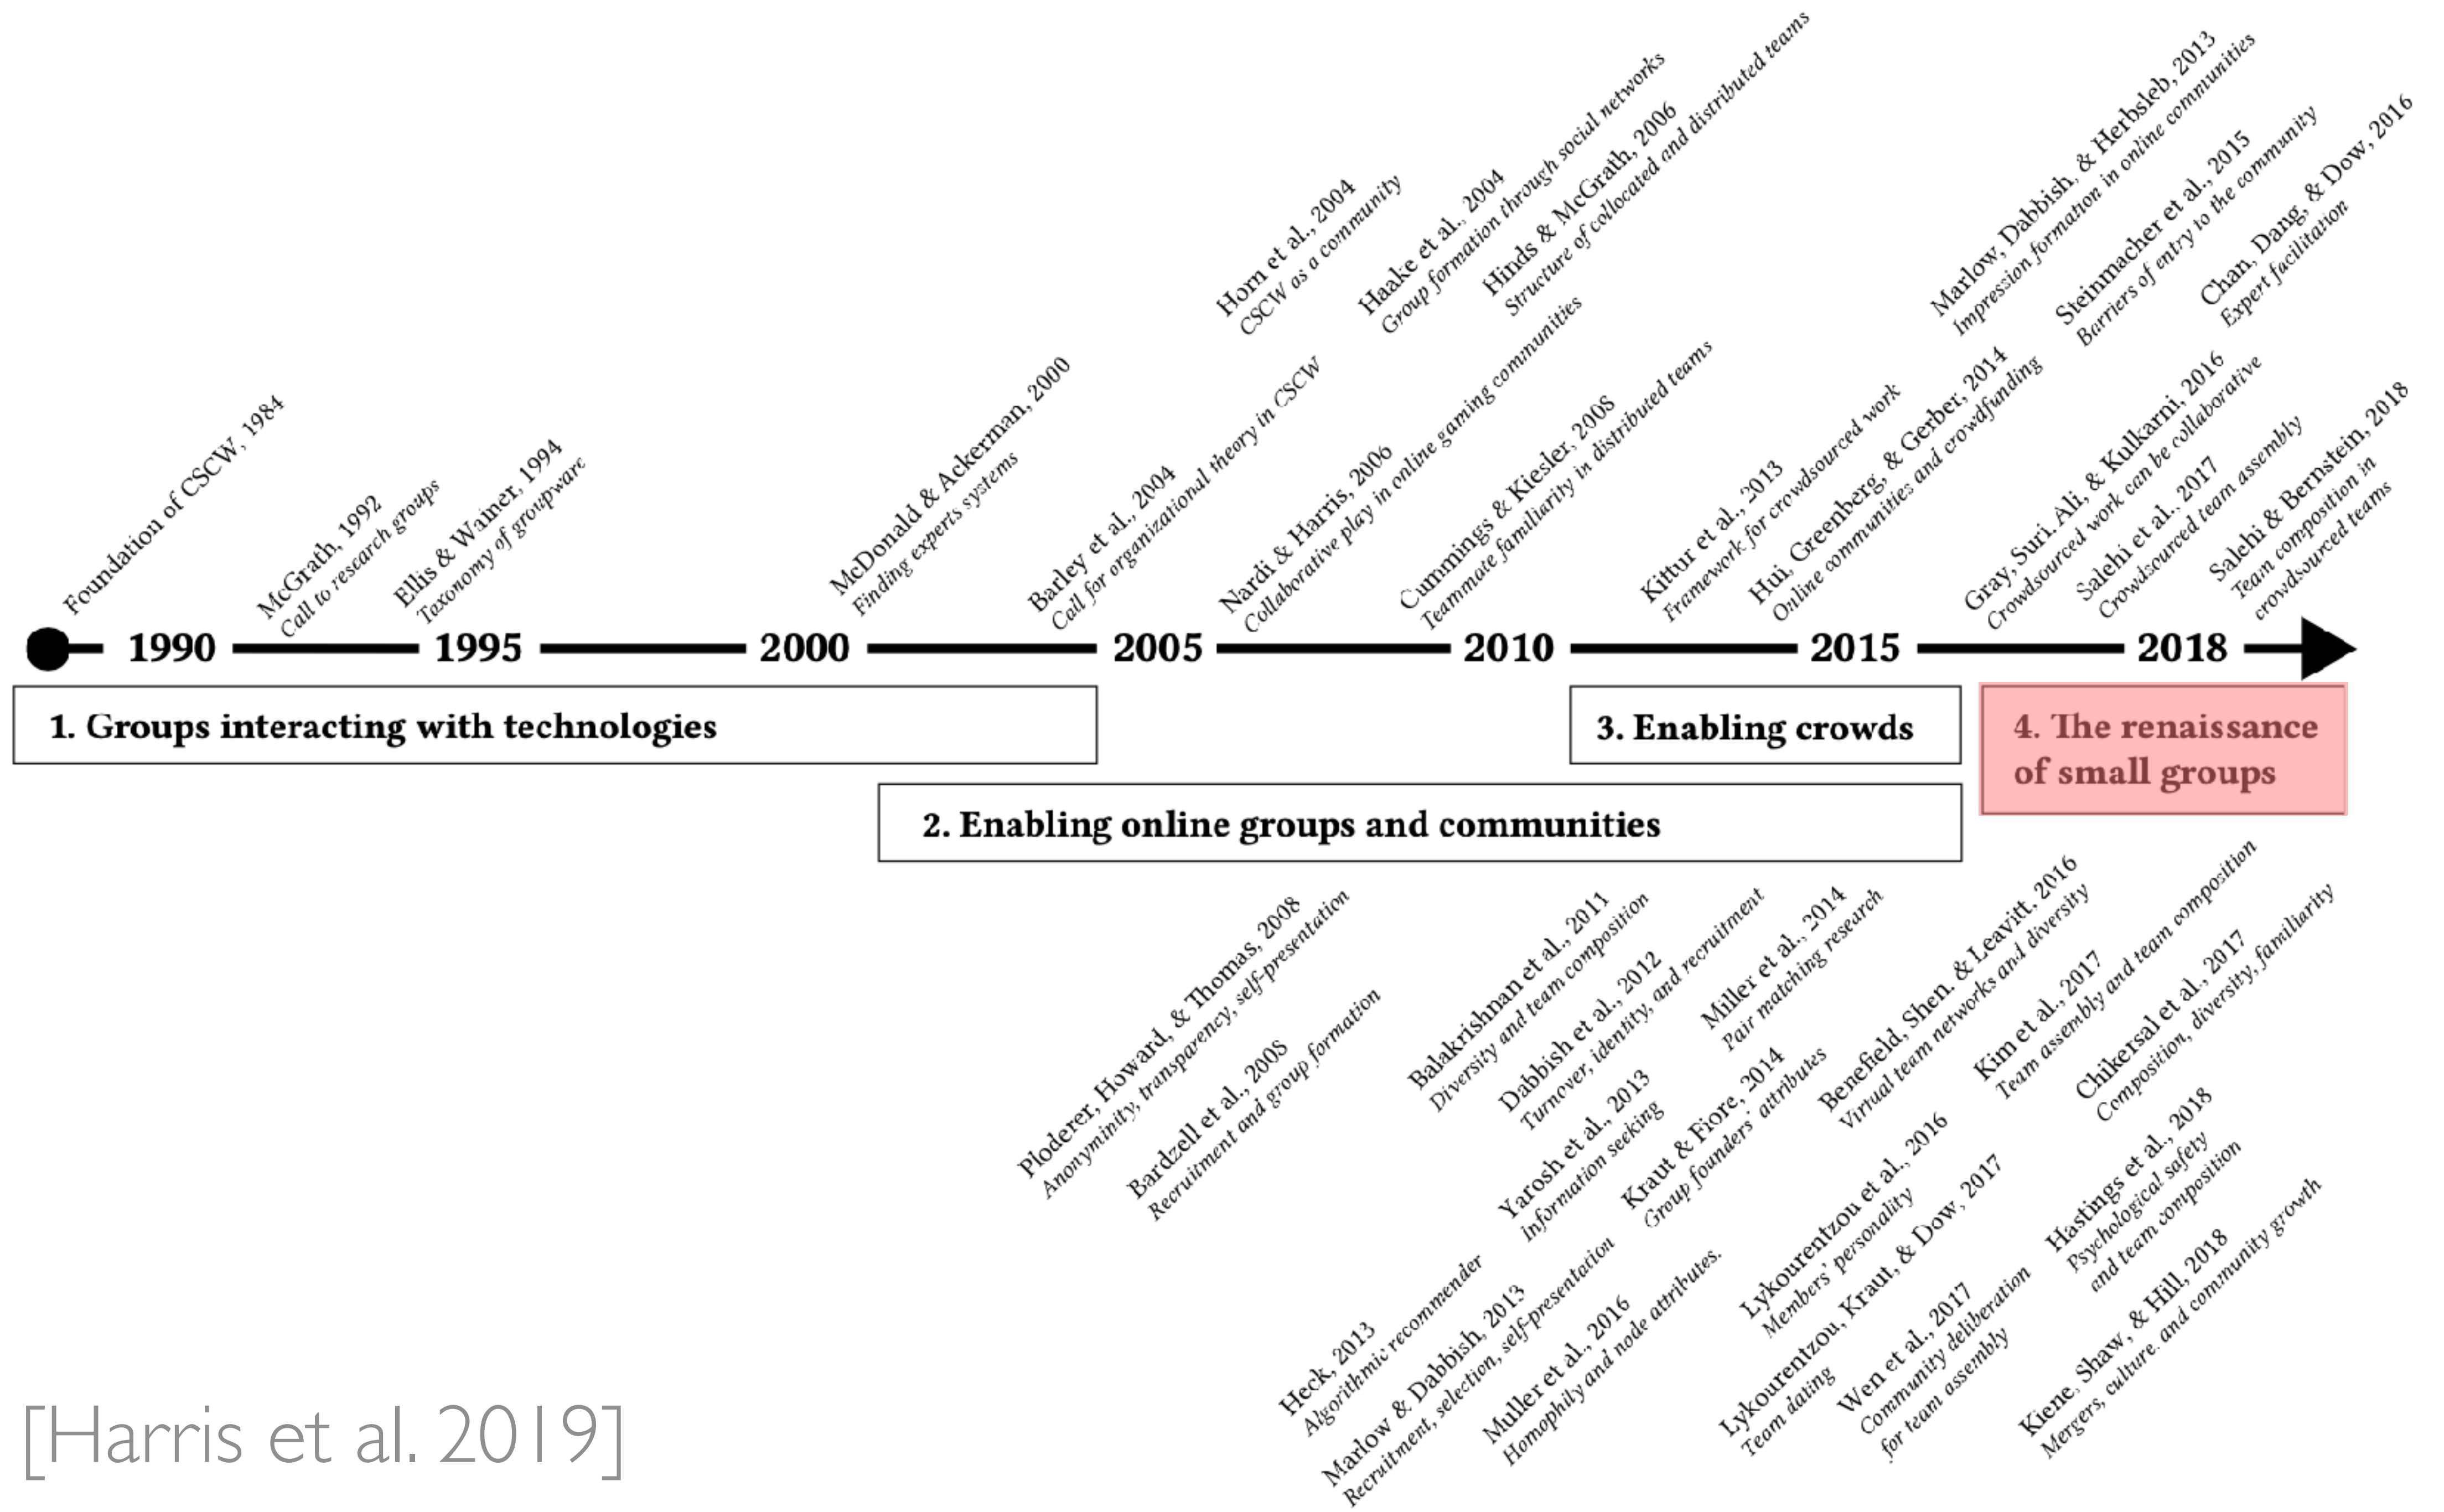 Foundation of CSCW, 1984
McGrath, 1992
Call to research groups
Ellis & Wainer, 1994
Taxonomy of groupware
McDonald & Ackerman, 2000
Finding experts systems
Barley et al., 2004
Call for organizational theory in CSCW
Horn et al., 2004
CSCW as a community
Haake et al., 2004
Group formation through social networks
Hinds & McGrath, 2006
Structure of collocated and distributed teams
Nardi & Harris, 2006
Collaborative play in online gaming communities
Cummings & Kiesler, 2008
Teammate familiarity in distributed teams
Kittur et al., 2013
Framework for crowdsourced work
Hui, Greenberg, & Gerber, 2014
Online communities and crowdfunding
Marlow, Dabbish, & Herbsleb, 2013
Impression formation in online communities
Steinmacher et al., 2015
Barriers of entry to the community
Chan, Dang, & Dow, 2016
Expert facilitation
Gray, Suri, Ali, & Kulkarni, 2016
Crowdsourced work can be collaborative
Salehi et al., 2017
Crowdsourced team assembly
Salehi & Bernstein, 2018
Team composition in
crowdsourced teams
1990 1995 2000 2005 2010 2015 2018
1. Groups interacting with technologies
3. Enabling crowds
4. The renaissance
of small groups
2. Enabling online groups and communities
Ploderer, Howard, & Thomas, 2008
Anonyminity, transparency, self-presentation
Bardzell et al., 2008
Recruitment and group formation
Balakrishnan et al., 2011
Diversity and team composition
Dabbish et al., 2012
Turnover, identity, and recruitment
Miller et al., 2014
Pair matching research
Yarosh et al., 2013
Information seeking
Kraut & Fiore, 2014
Group founders' attributes
Benefield, Shen, & Leavitt, 2016
Virtual team networks and diversity
Kim et al., 2017
Team assembly and team composition
Chikersal et al., 2017
Composition, diversity, familiarity
Heck, 2013
Algorithmic recommender
Marlow & Dabbish, 2013
Recruitment, selection, self-presentation
Muller et al., 2016
Homophily and node attributes.
Lykourentzou et al., 2016
Members' personality
Lykourentzou, Kraut, & Dow, 2017
Team dating
Wen et al., 2017
Community deliberation
for team assembly
Hastings et al., 2018
Psychological safety
and team composition
Kiene, Shaw, & Hill, 2018
Mergers, culture, and community growth
[Harris et al. 2019]